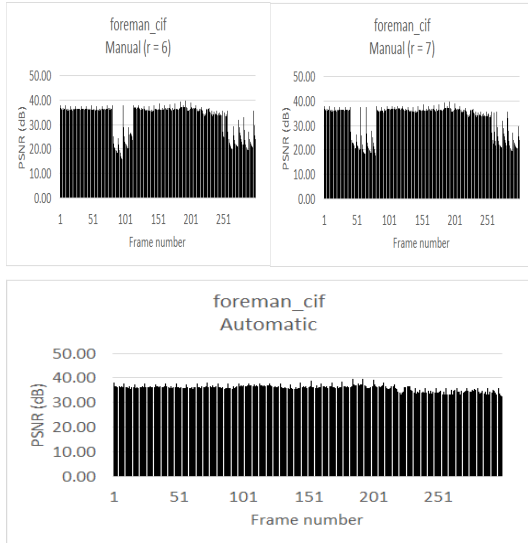 foreman_cif
Manual (r = 6)
50.00
40.00
30.00
20.00
10.00
0.00
PSNR (dB)
1 51 101 151 201 251
Frame number
foreman_cif
Manual (r = 7)
50.00
40.00
30.00
20.00
10.00
0.00
PSNR (dB)
1 51 101 151 201 251
Frame number
foreman_cif
Automatic
50.00
40.00
30.00
20.00
10.00
0.00
PSNR (dB)
1 51 101 151 201 251
Frame number